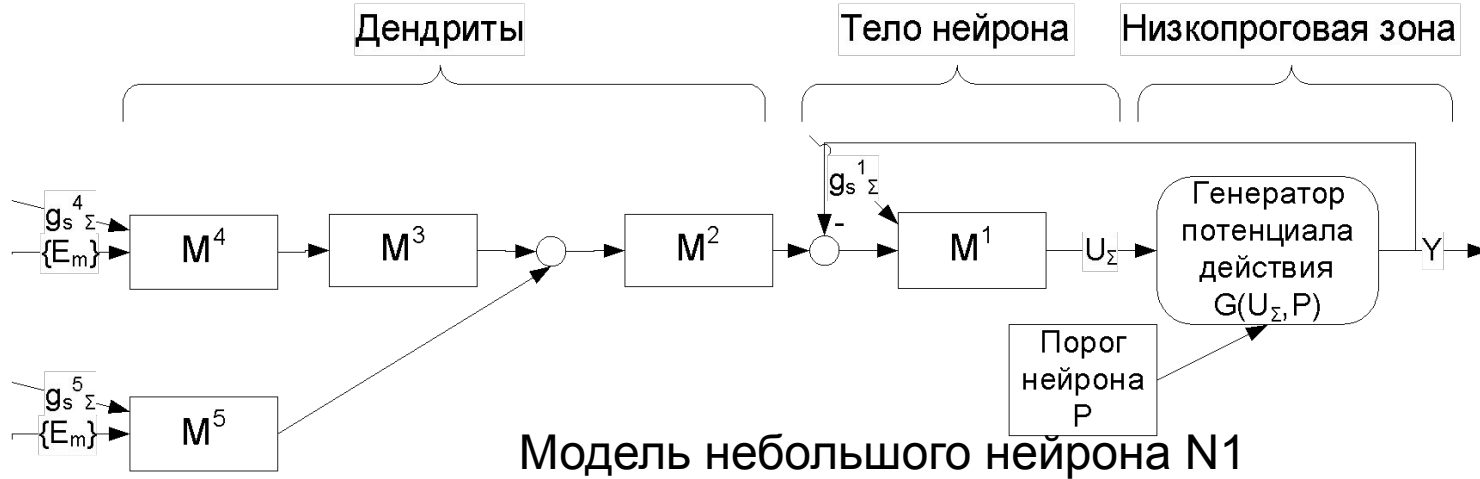 Дендриты
Тело нейрона
Низкопроговая зона
g_s^4_Σ
{E_m}
M^4
M^3
M^2
-
g_s^1_Σ
M^1
U_Σ
Генератор
потенциала
действия
G(U_Σ,P)
Y
Порог
нейрона
P
g_s^5_Σ
{E_m}
M^5
Модель небольшого нейрона N1